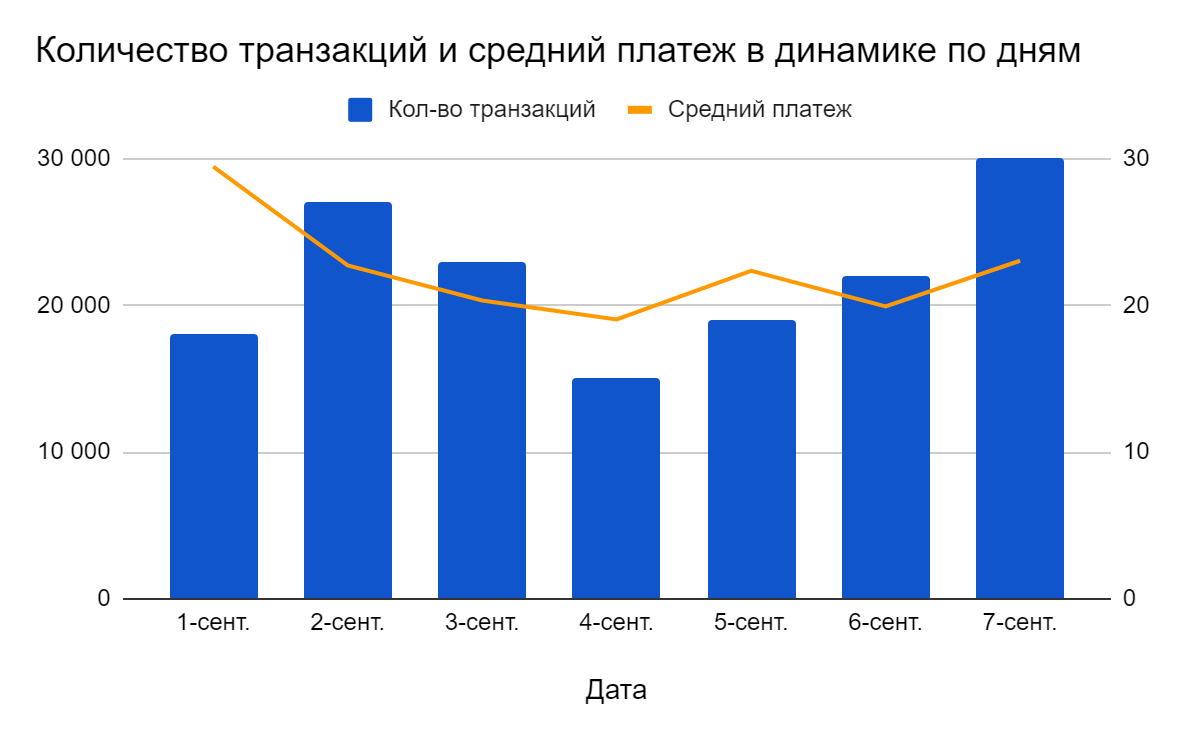 Количество транзакций и средний платеж в динамике по дням
Кол-во транзакций Средний платеж
30 000 30
20 000 20
10 000 10
0 0
1-сент. 2-сент. 3-сент. 4-сент. 5-сент. 6-сент. 7-сент.
Дата